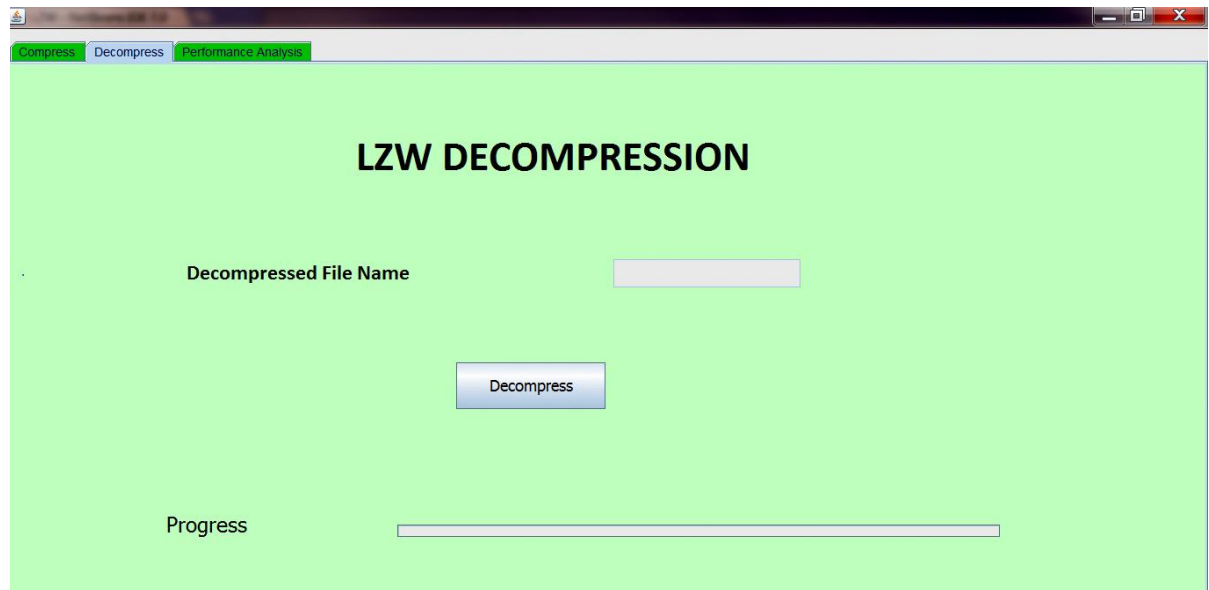 Compress Decompress Performance Analysis
LZW DECOMPRESSION
Decompressed File Name
Decompress
Progress